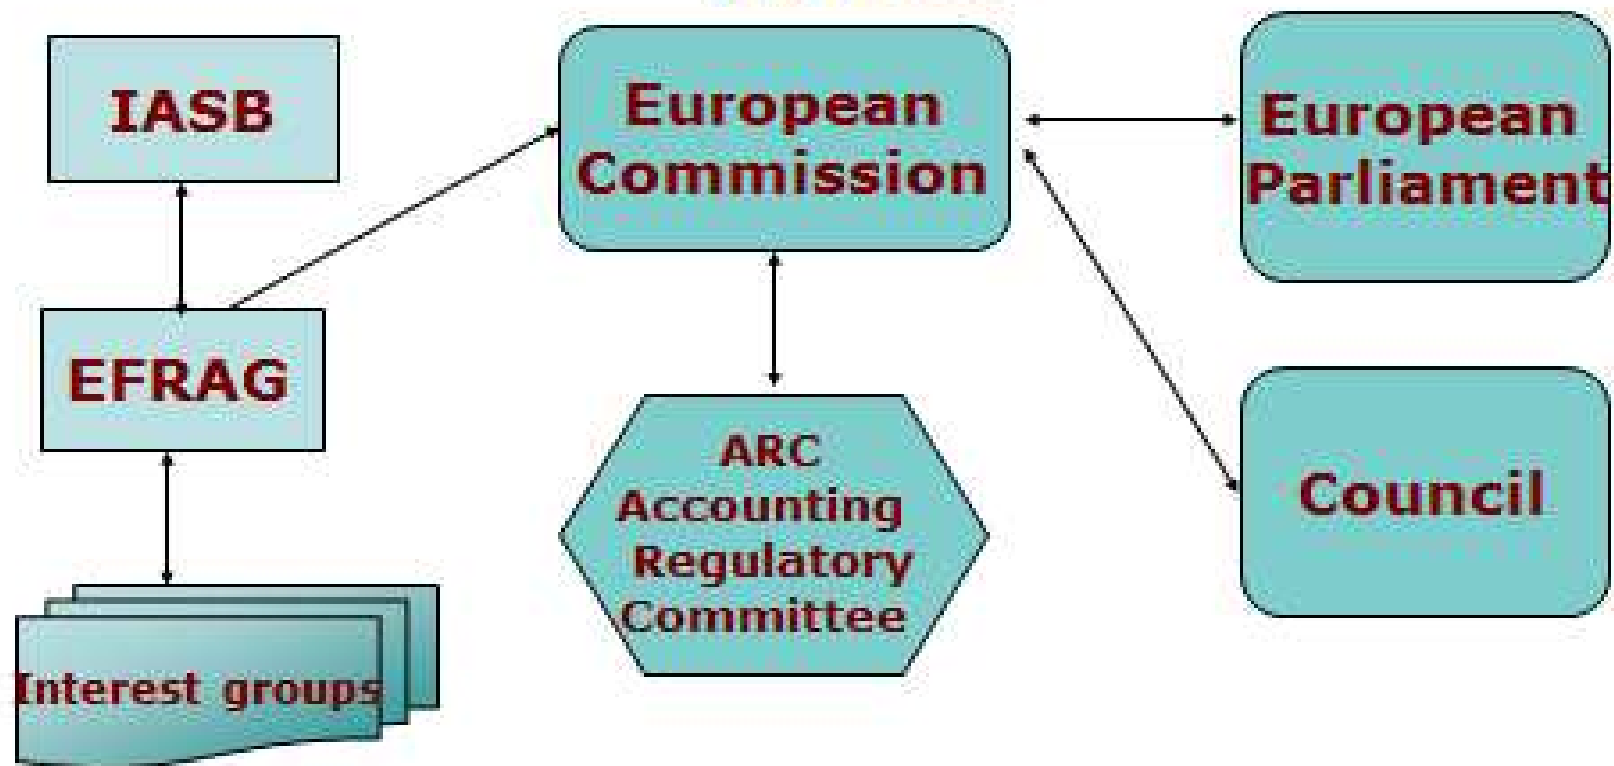 IASB
European
Commission
European
Parliament
EFRAG
ARC
Accounting
Regulatory
Committee
Council
Interest groups